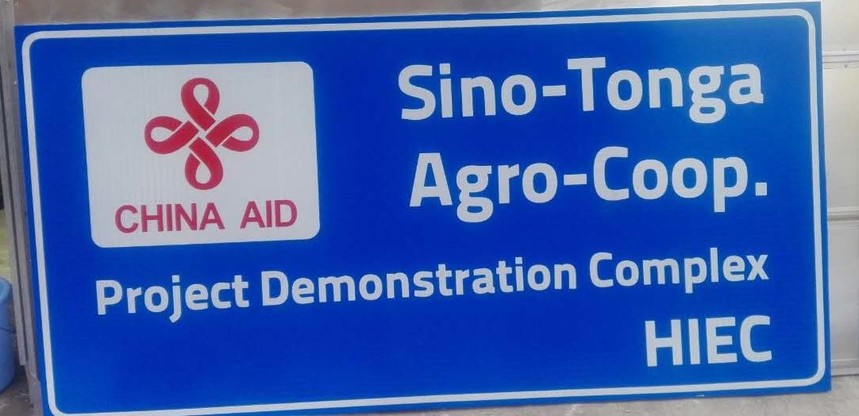 CHINA AID
Sino-Tonga
Agro-Coop.
Project Demonstration Complex
HIEC